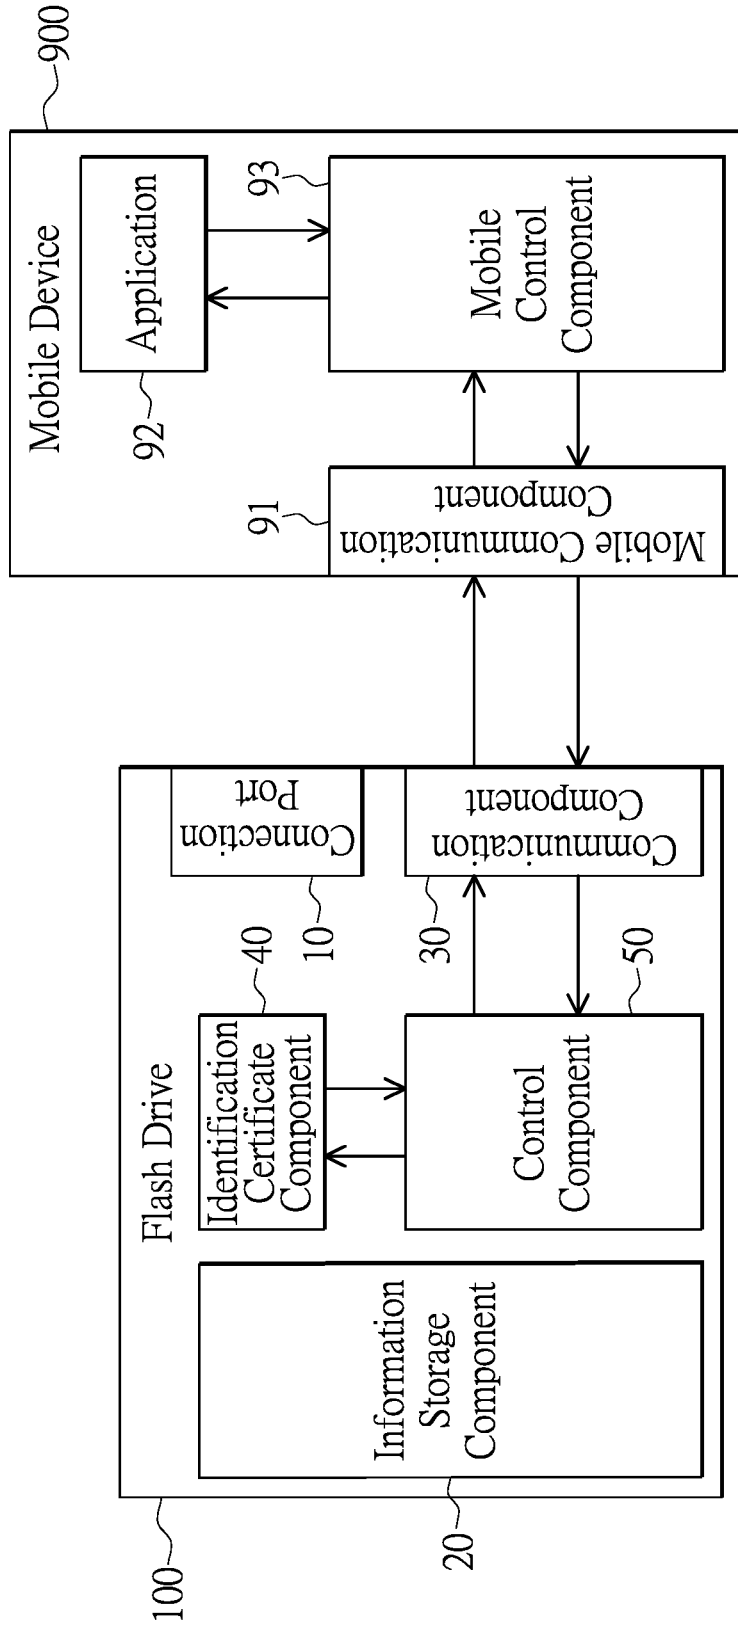 100
Flash Drive
20
Information
Storage
Component
Identification
Certificate
Component
40
Connection
Port
10
Control
Component
50
Communication
Component
30
900
Mobile Device
Application
92
Mobile Communication
Component
91
Mobile
Control
Component
93